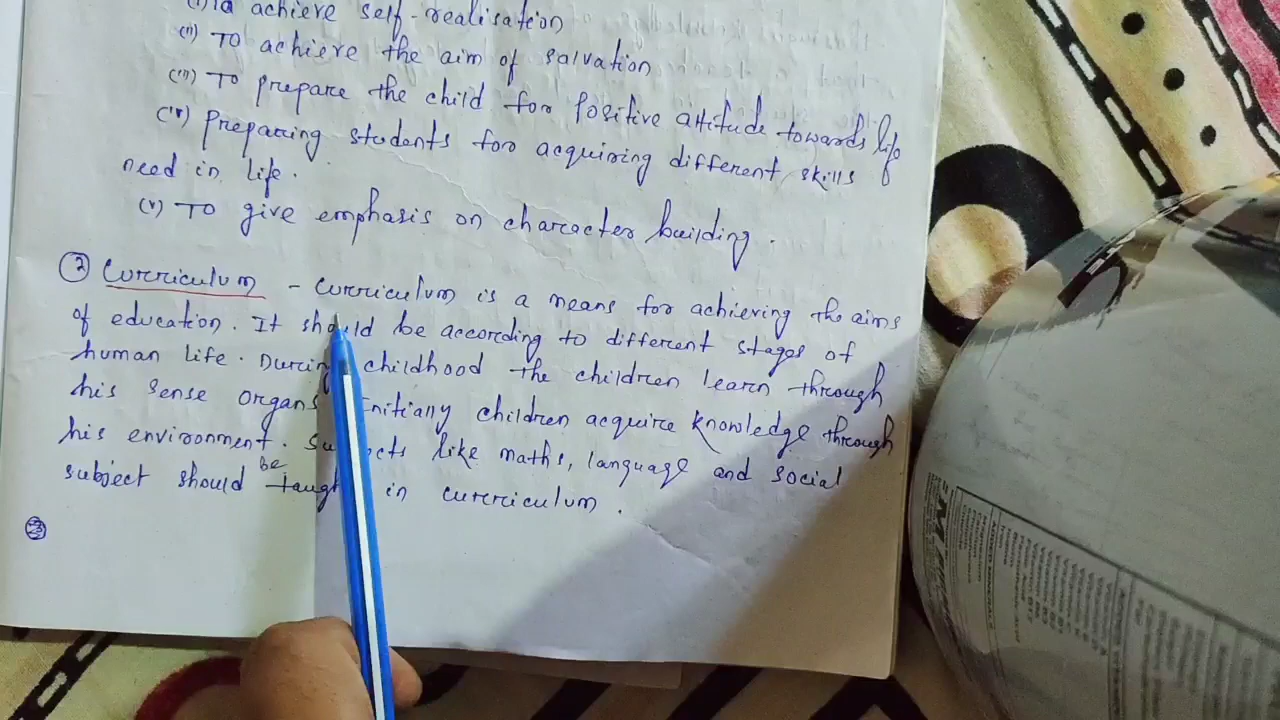 (i) To achieve self-realisation
(ii) To achieve the aim of salvation
(iii) To prepare the child for positive attitude towards life
(iv) preparing students for acquiring different skills
need in life.
(v) To give emphasis on character building.
② Curriculum - Curriculum is a means for achieving the aims
of education. It should be according to different stages of
human life. During childhood the children learn through
his sense organs. Initially children acquire knowledge through
his environment. Subjects like maths, language and social
subject should be taught in curriculum.